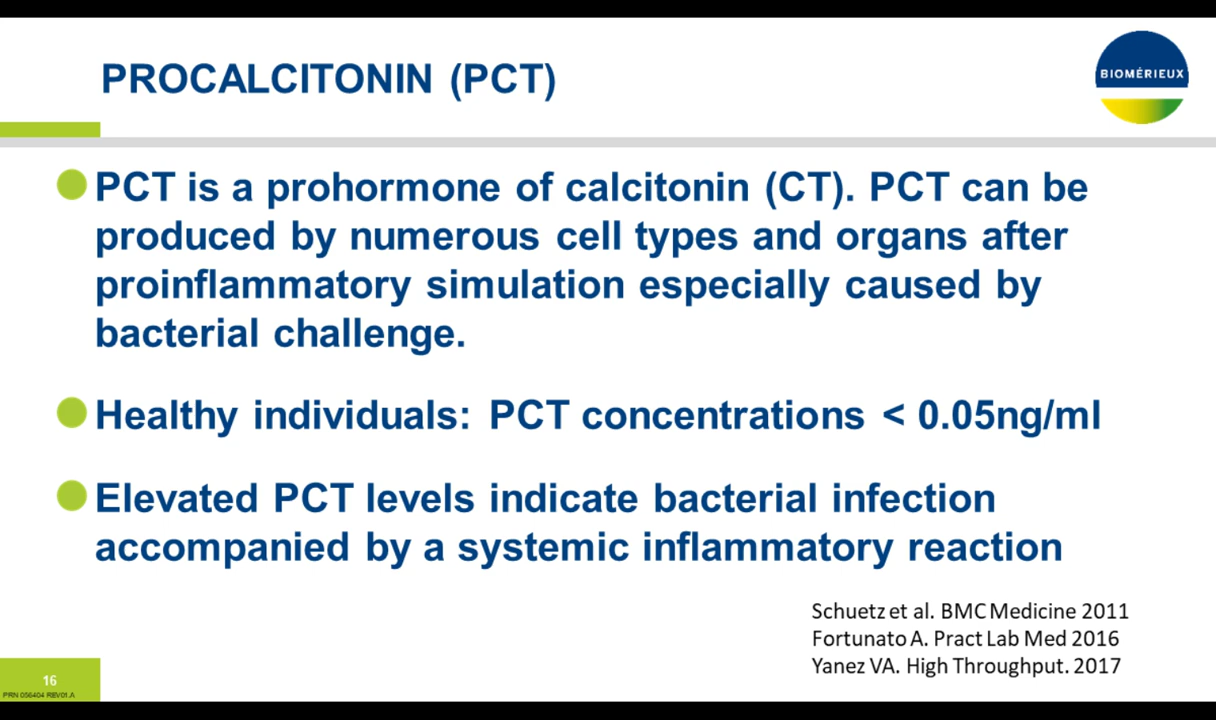 PROCALCITONIN (PCT)
BIOMÉRIEUX
PCT is a prohormone of calcitonin (CT). PCT can be
produced by numerous cell types and organs after
proinflammatory simulation especially caused by
bacterial challenge.
Healthy individuals: PCT concentrations < 0.05ng/ml
Elevated PCT levels indicate bacterial infection
accompanied by a systemic inflammatory reaction
Schuetz et al. BMC Medicine 2011
Fortunato A. Pract Lab Med 2016
Yanez VA. High Throughput. 2017
16
PRN 056404 REV01.A